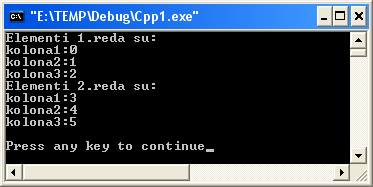 "E:\TEMP\Debug\Cpp1.exe"
Elementi 1.reda su:
kolona1:0
kolona2:1
kolona3:2
Elementi 2.reda su:
kolona1:3
kolona2:4
kolona3:5
Press any key to continue_